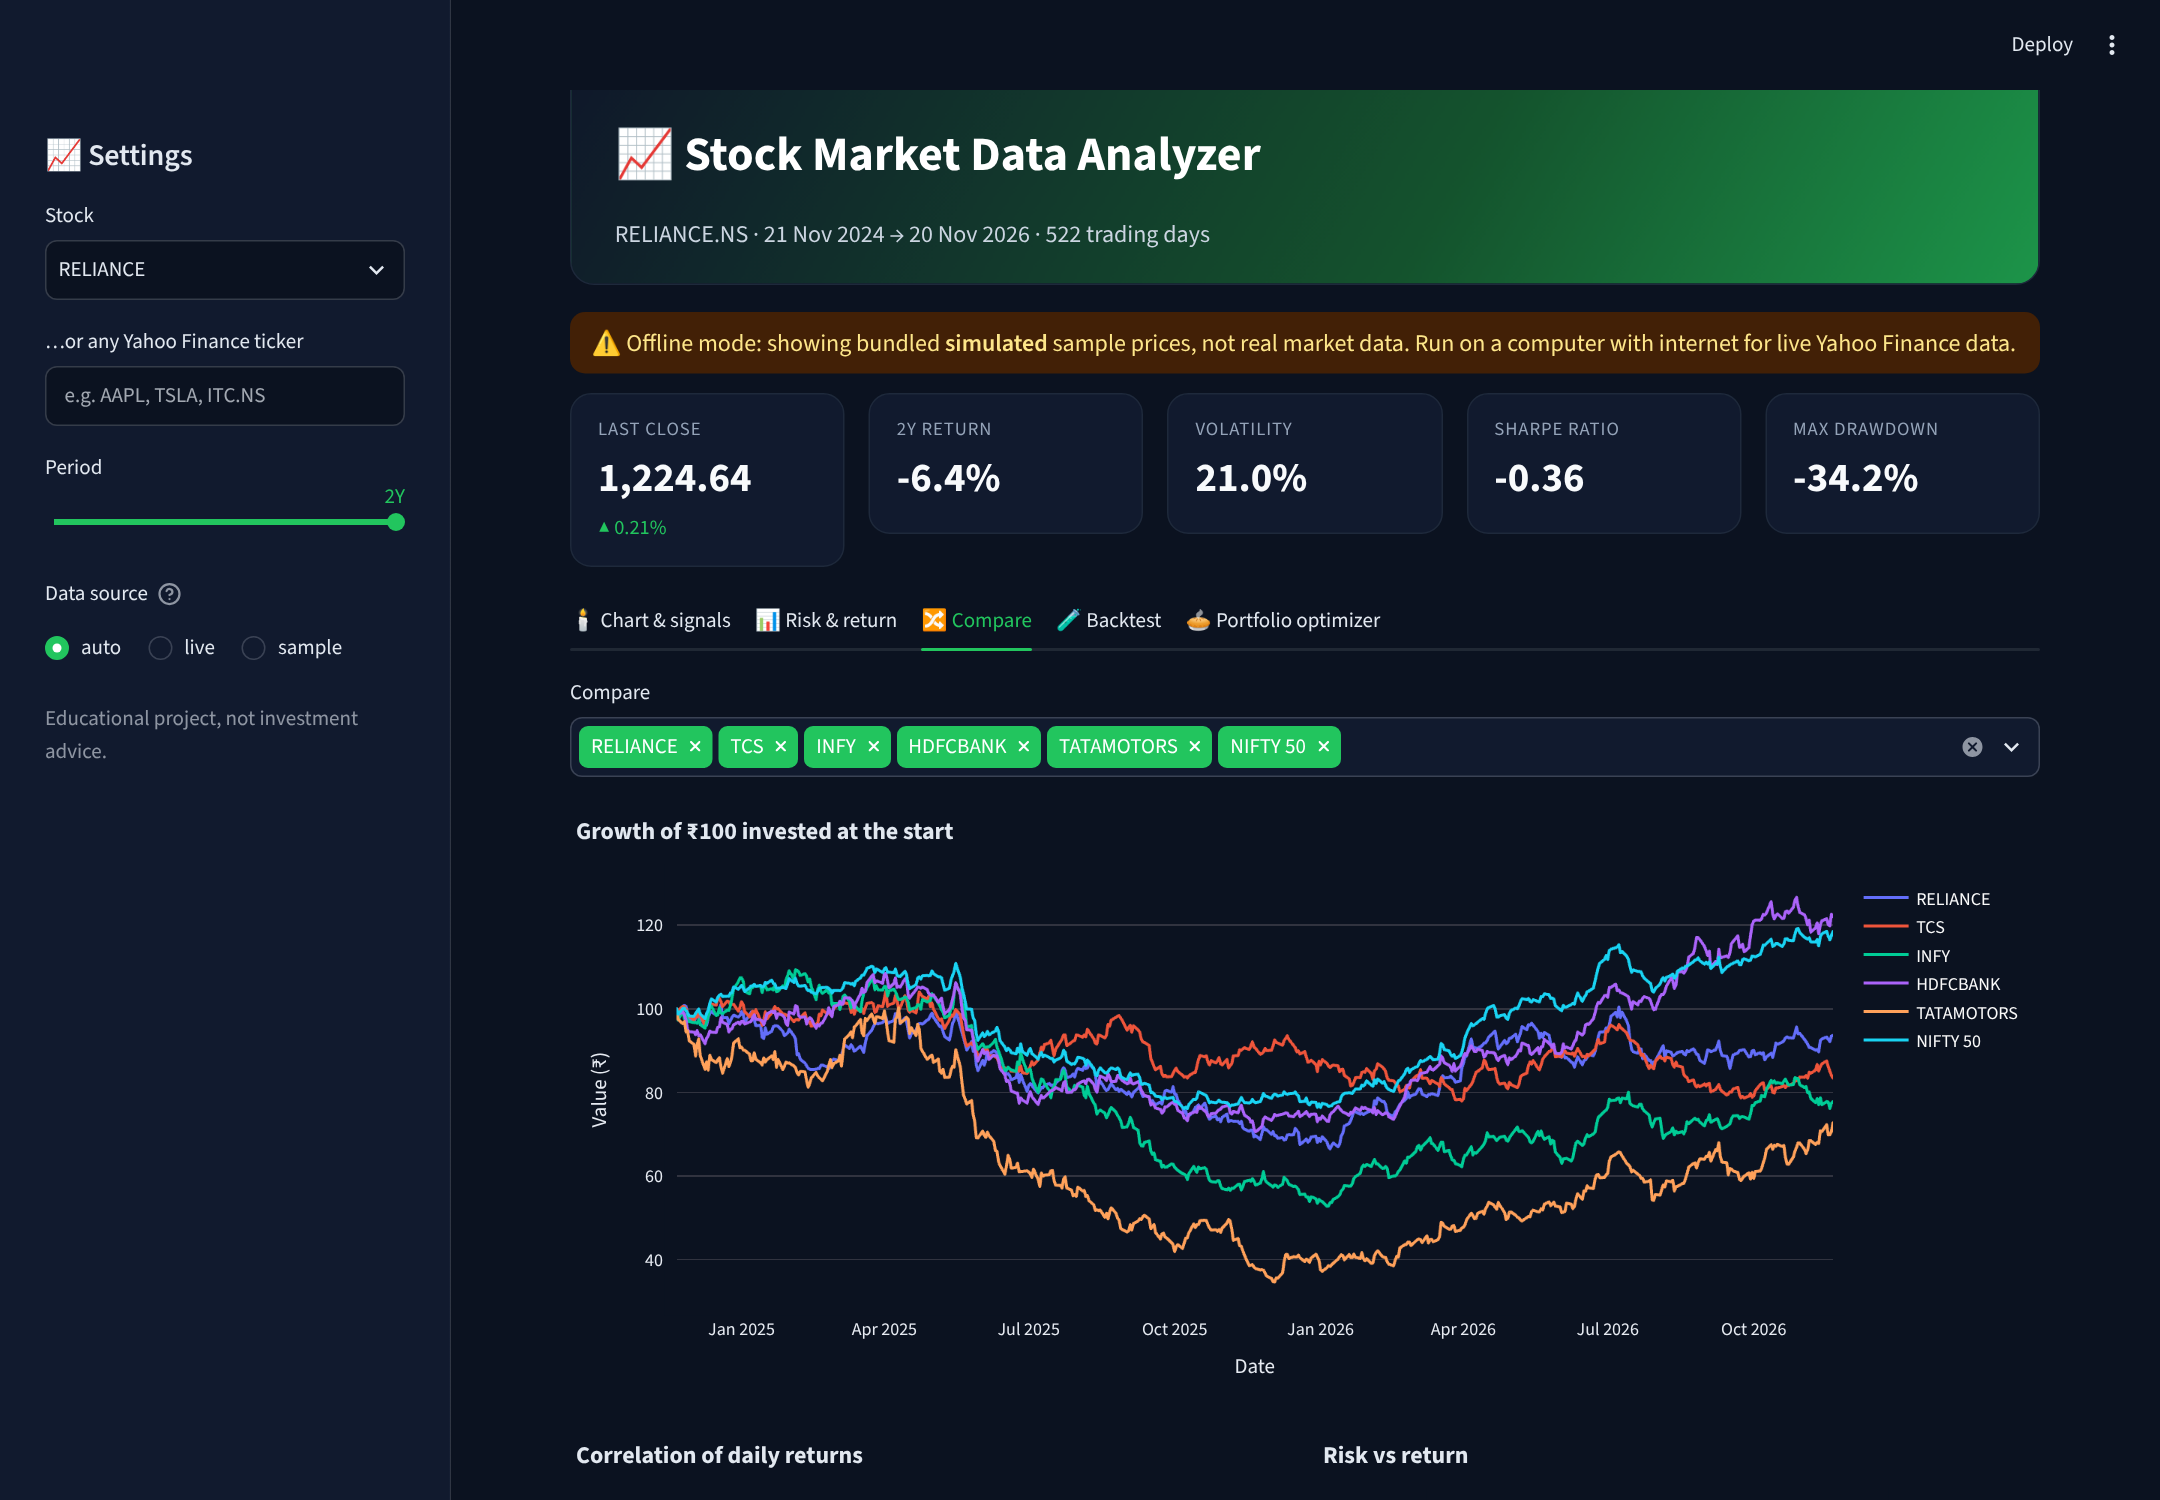 Deploy
📈 Settings
Stock
RELIANCE
...or any Yahoo Finance ticker
e.g. AAPL, TSLA, ITC.NS
Period
2Y
Data source
auto
live
sample
Educational project, not investment
advice.
📈 Stock Market Data Analyzer
RELIANCE.NS · 21 Nov 2024 → 20 Nov 2026 · 522 trading days
⚠️ Offline mode: showing bundled simulated sample prices, not real market data. Run on a computer with internet for live Yahoo Finance data.
LAST CLOSE
1,224.64
▲ 0.21%
2Y RETURN
-6.4%
VOLATILITY
21.0%
SHARPE RATIO
-0.36
MAX DRAWDOWN
-34.2%
Chart & signals
Risk & return
Compare
Backtest
Portfolio optimizer
Compare
RELIANCE
TCS
INFY
HDFCBANK
TATAMOTORS
NIFTY 50
Growth of ₹100 invested at the start
Value (₹)
120
100
80
60
40
Jan 2025
Apr 2025
Jul 2025
Oct 2025
Jan 2026
Apr 2026
Jul 2026
Oct 2026
Date
RELIANCE
TCS
INFY
HDFCBANK
TATAMOTORS
NIFTY 50
Correlation of daily returns
Risk vs return